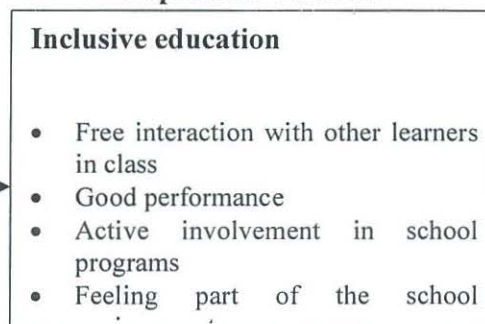 Inclusive education
• Free interaction with other learners
in class
• Good performance
• Active involvement in school
programs
• Feeling part of the school